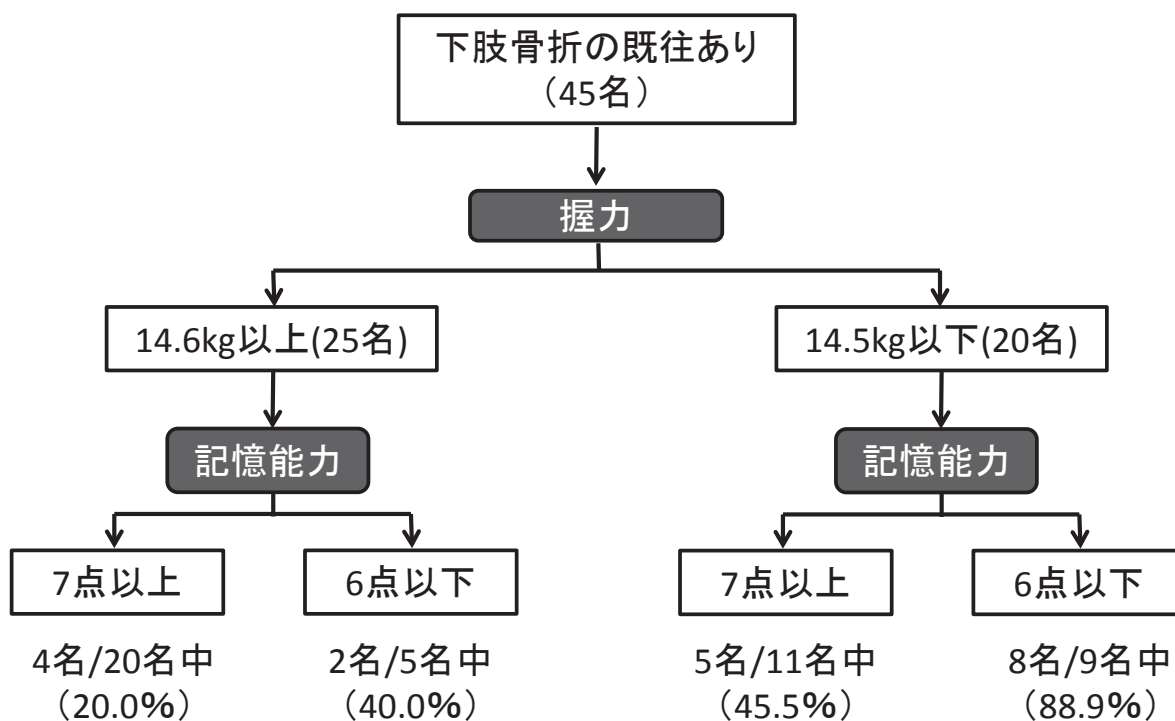 下肢骨折の既往あり
（45名）
握力
14.6kg以上(25名)
14.5kg以下(20名)
記憶能力
記憶能力
7点以上
6点以下
7点以上
6点以下
4名/20名中
（20.0%）
2名/5名中
（40.0%）
5名/11名中
（45.5%）
8名/9名中
（88.9%）